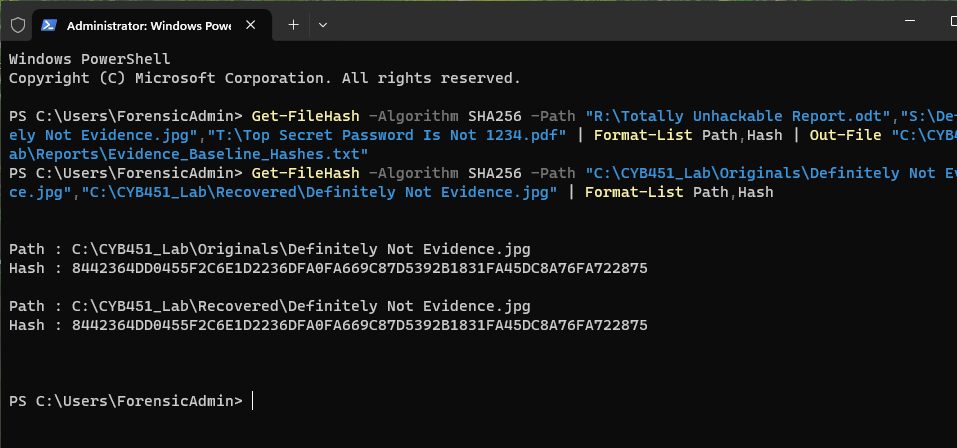 Administrator: Windows Powe
Windows PowerShell
Copyright (C) Microsoft Corporation. All rights reserved.
PS C:\Users\ForensicAdmin> Get-FileHash -Algorithm SHA256 -Path "R:\Totally Unhackable Report.odt","S:\De
ely Not Evidence.jpg","T:\Top Secret Password Is Not 1234.pdf" | Format-List Path,Hash | Out-File "C:\CYB
ab\Reports\Evidence_Baseline_Hashes.txt"
PS C:\Users\ForensicAdmin> Get-FileHash -Algorithm SHA256 -Path "C:\CYB451_Lab\Originals\Definitely Not Ev
ce.jpg","C:\CYB451_Lab\Recovered\Definitely Not Evidence.jpg" | Format-List Path,Hash
Path : C:\CYB451_Lab\Originals\Definitely Not Evidence.jpg
Hash : 8442364DD0455F2C6E1D2236DFA0FA669C87D5392B1831FA45DC8A76FA722875
Path : C:\CYB451_Lab\Recovered\Definitely Not Evidence.jpg
Hash : 8442364DD0455F2C6E1D2236DFA0FA669C87D5392B1831FA45DC8A76FA722875
PS C:\Users\ForensicAdmin>